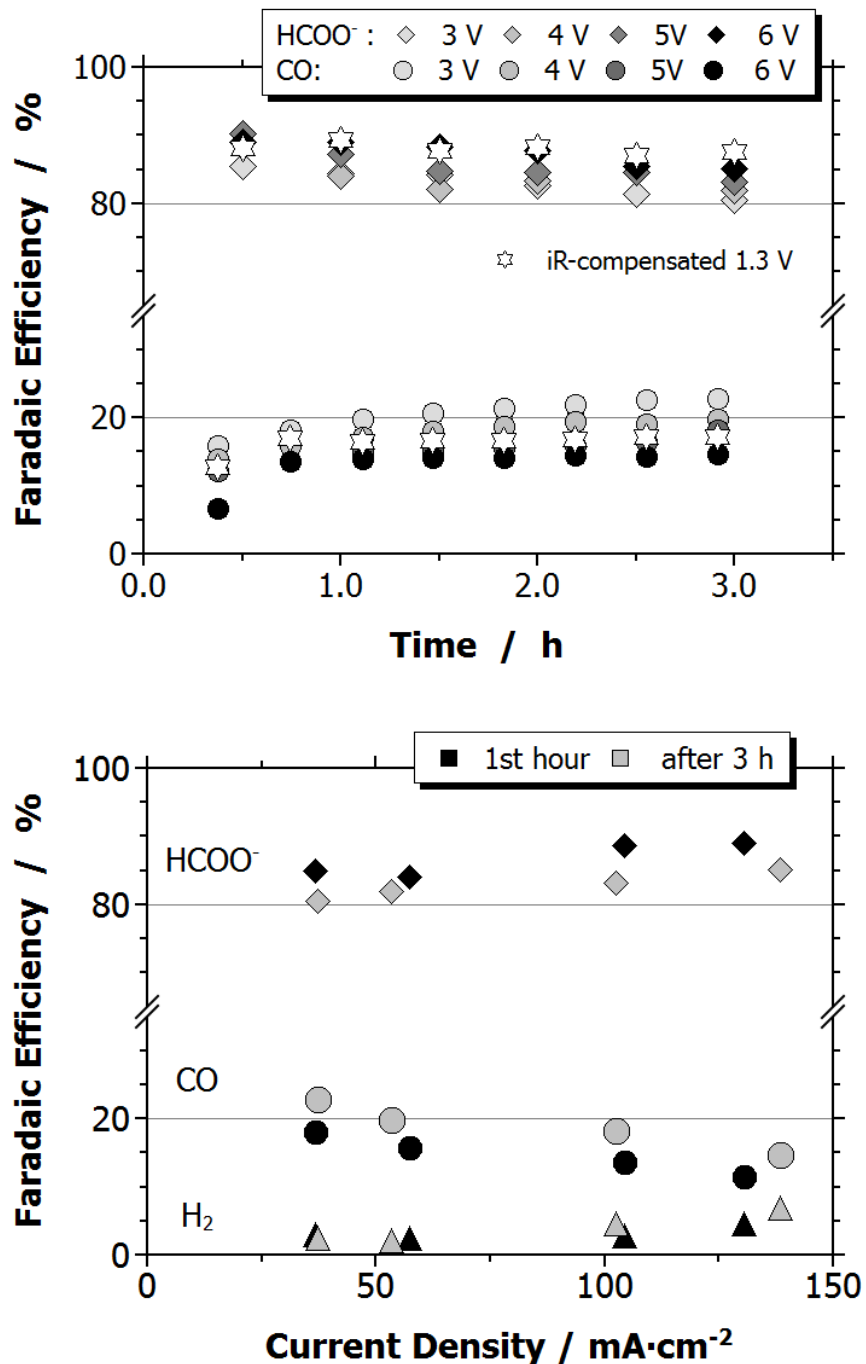 HCOO⁻ : 3 V 4 V 5V 6 V
CO: 3 V 4 V 5V 6 V
100
80
iR-compensated 1.3 V
20
0
0.0 1.0 2.0 3.0
Faradaic Efficiency / %
Time / h
1st hour after 3 h
100
HCOO⁻
80
CO
20
H₂
0
0 50 100 150
Faradaic Efficiency / %
Current Density / mA·cm⁻²